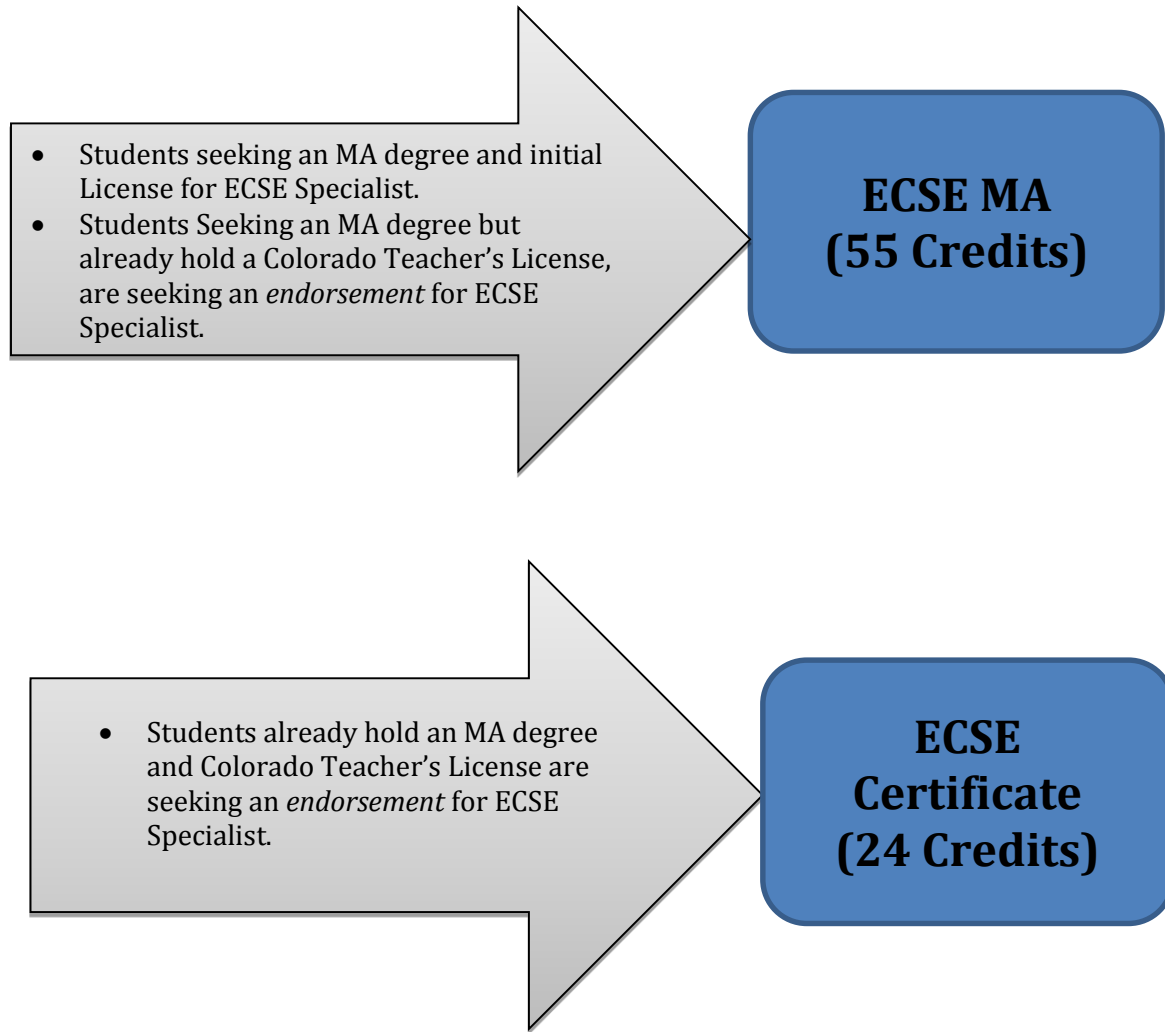 • Students seeking an MA degree and initial
License for ECSE Specialist.
• Students Seeking an MA degree but
already hold a Colorado Teacher’s License,
are seeking an endorsement for ECSE
Specialist.
ECSE MA
(55 Credits)
• Students already hold an MA degree
and Colorado Teacher’s License are
seeking an endorsement for ECSE
Specialist.
ECSE
Certificate
(24 Credits)